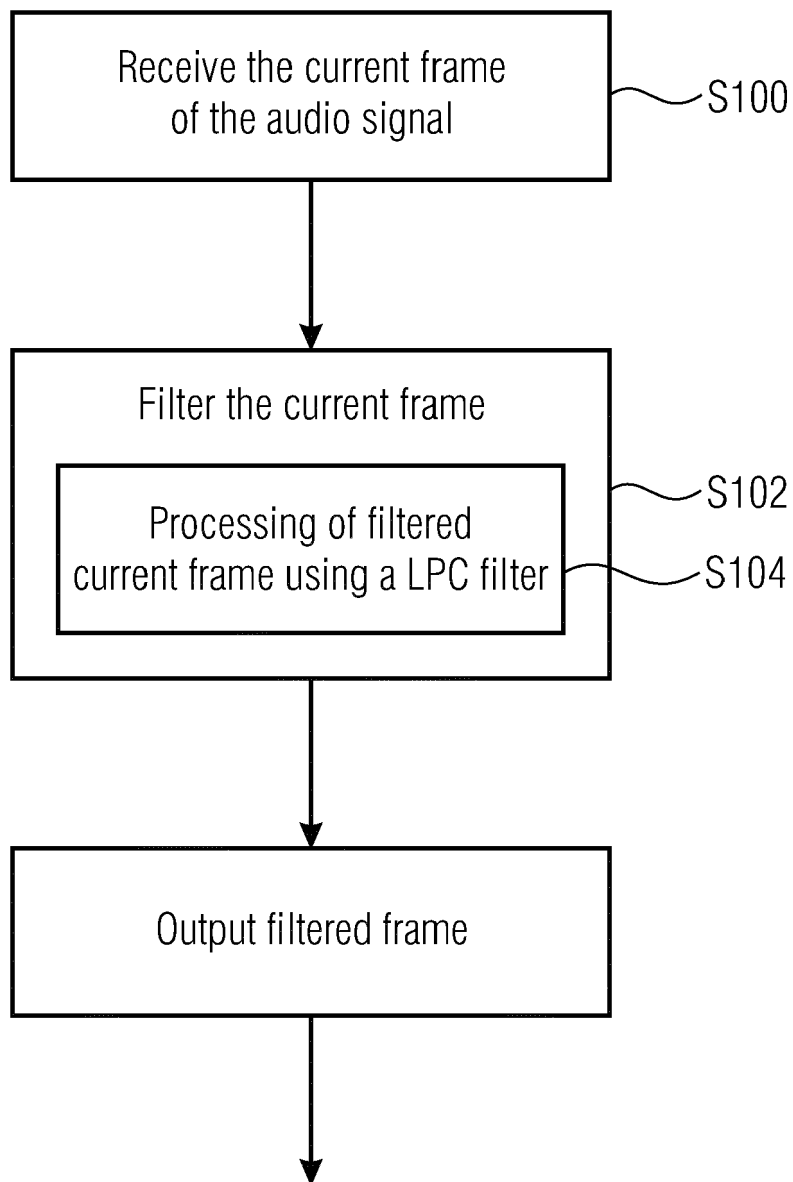 Receive the current frame
of the audio signal
S100
Filter the current frame
S102
Processing of filtered
current frame using a LPC filter
S104
Output filtered frame